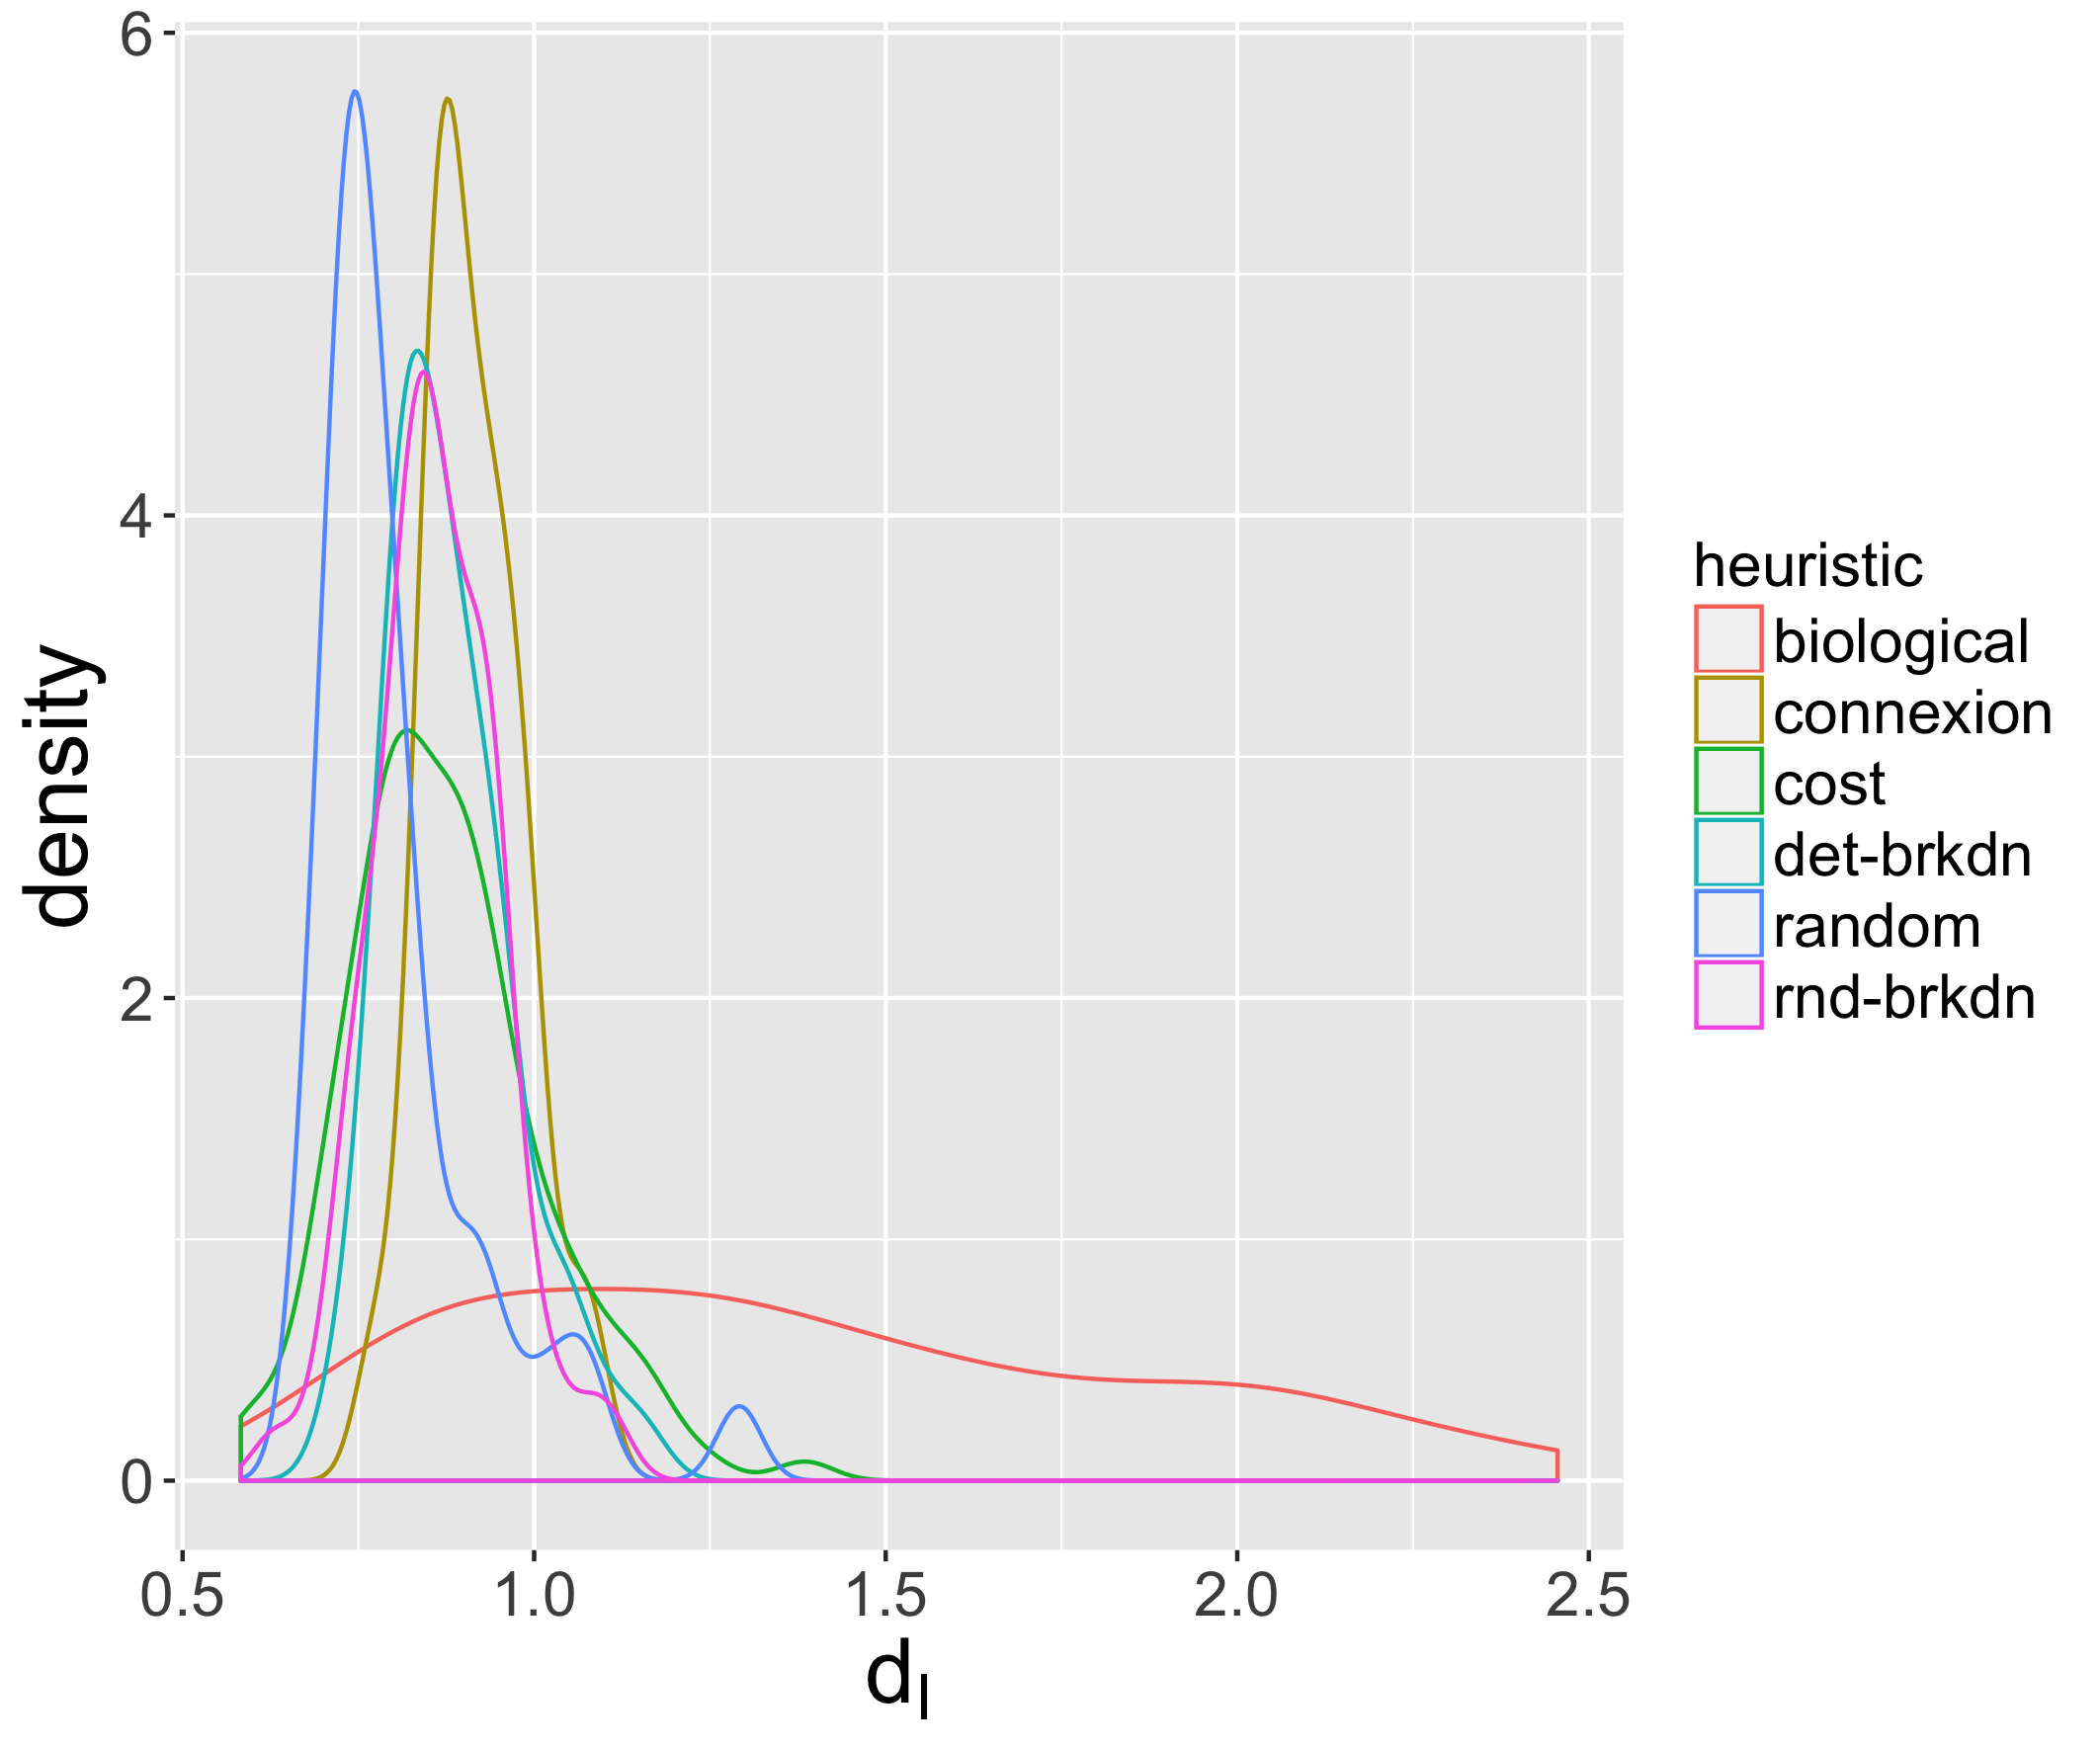 6
4
2
0
density
0.5 1.0 1.5 2.0 2.5
dI
heuristic
biological
connexion
cost
det-brkdn
random
rnd-brkdn